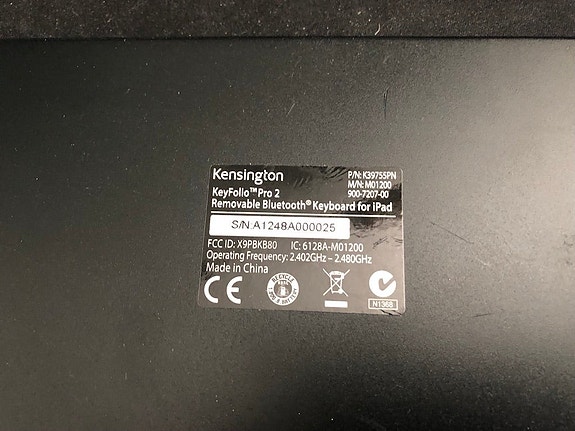 Kensington
KeyFolio™ Pro 2
Removable Bluetooth® Keyboard for iPad
P/N: K39755PN
M/N: M01200
900-7207-00
S/N.A1248A000025
FCC ID: X9PBKB80 IC: 6128A-M01200
Operating Frequency: 2.402GHz – 2.480GHz
Made in China
CE
N1368